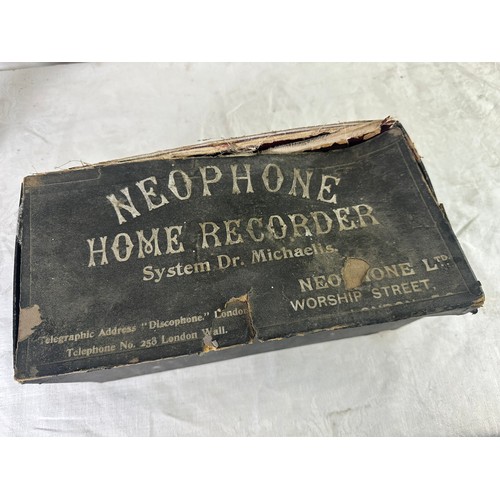 NEOPHONE
HOME RECORDER
System Dr. Michaelis.
NEOPHONE LTD.
WORSHIP STREET,
Telegraphic Address "Discophone," London
Telephone No. 258 London Wall.